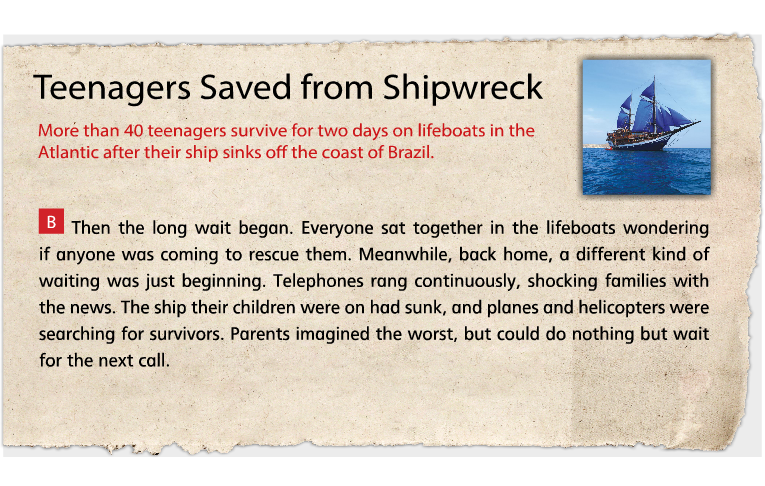 Teenagers Saved from Shipwreck
More than 40 teenagers survive for two days on lifeboats in the
Atlantic after their ship sinks off the coast of Brazil.
B Then the long wait began. Everyone sat together in the lifeboats wondering
if anyone was coming to rescue them. Meanwhile, back home, a different kind of
waiting was just beginning. Telephones rang continuously, shocking families with
the news. The ship their children were on had sunk, and planes and helicopters were
searching for survivors. Parents imagined the worst, but could do nothing but wait
for the next call.